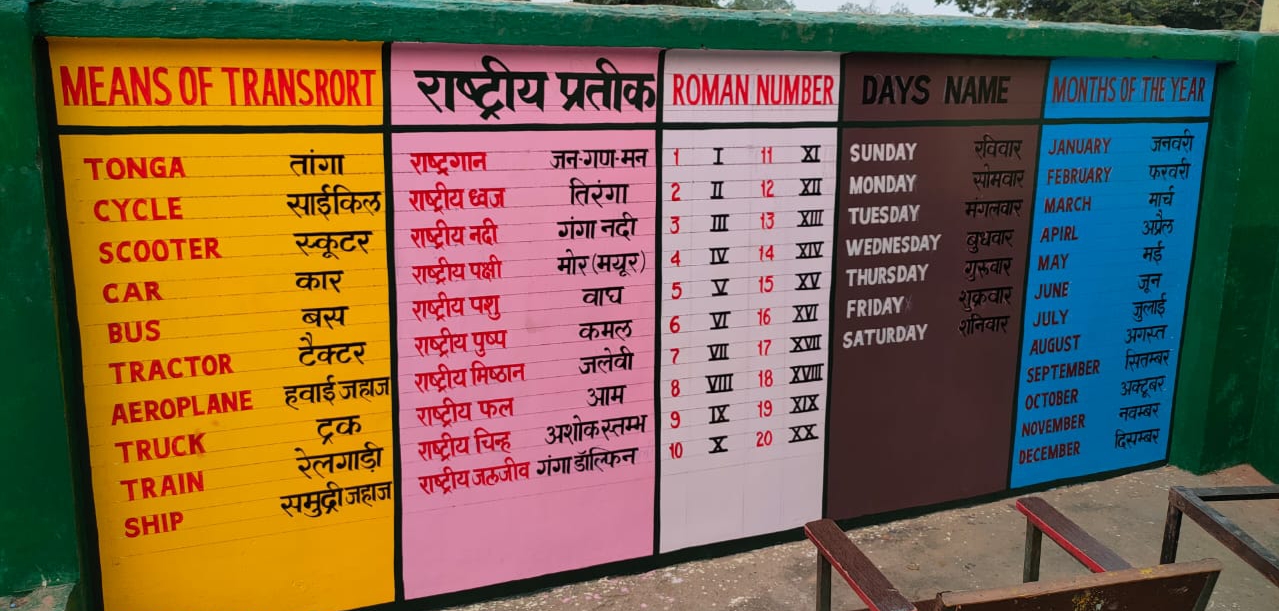 MEANS OF TRANSRORT
TONGA तांगा
CYCLE साईकिल
SCOOTER स्कूटर
CAR कार
BUS बस
TRACTOR टैक्टर
AEROPLANE हवाई जहाज
TRUCK ट्रक
TRAIN रेलगाड़ी
SHIP समुद्री जहाज
राष्ट्रीय प्रतीक
राष्ट्रगान जन-गण-मन
राष्ट्रीय ध्वज तिरंगा
राष्ट्रीय नदी गंगा नदी
राष्ट्रीय पक्षी मोर (मयूर)
राष्ट्रीय पशु वाघ
राष्ट्रीय पुष्प कमल
राष्ट्रीय मिष्ठान जलेवी
राष्ट्रीय फल आम
राष्ट्रीय चिन्ह अशोक स्तम्भ
राष्ट्रीय जलजीव गंगा डॉल्फिन
ROMAN NUMBER
1 I 11 XI
2 II 12 XII
3 III 13 XIII
4 IV 14 XIV
5 V 15 XV
6 VI 16 XVI
7 VII 17 XVII
8 VIII 18 XVIII
9 IX 19 XIX
10 X 20 XX
DAYS NAME
SUNDAY रविवार
MONDAY सोमवार
TUESDAY मंगलवार
WEDNESDAY बुधवार
THURSDAY गुरूवार
FRIDAY शुक्रवार
SATURDAY शनिवार
MONTHS OF THE YEAR
JANUARY जनवरी
FEBRUARY फरवरी
MARCH मार्च
APIRL अप्रैल
MAY मई
JUNE जून
JULY जुलाई
AUGUST अगस्त
SEPTEMBER सितम्बर
OCTOBER अक्टूबर
NOVEMBER नवम्बर
DECEMBER दिसम्बर